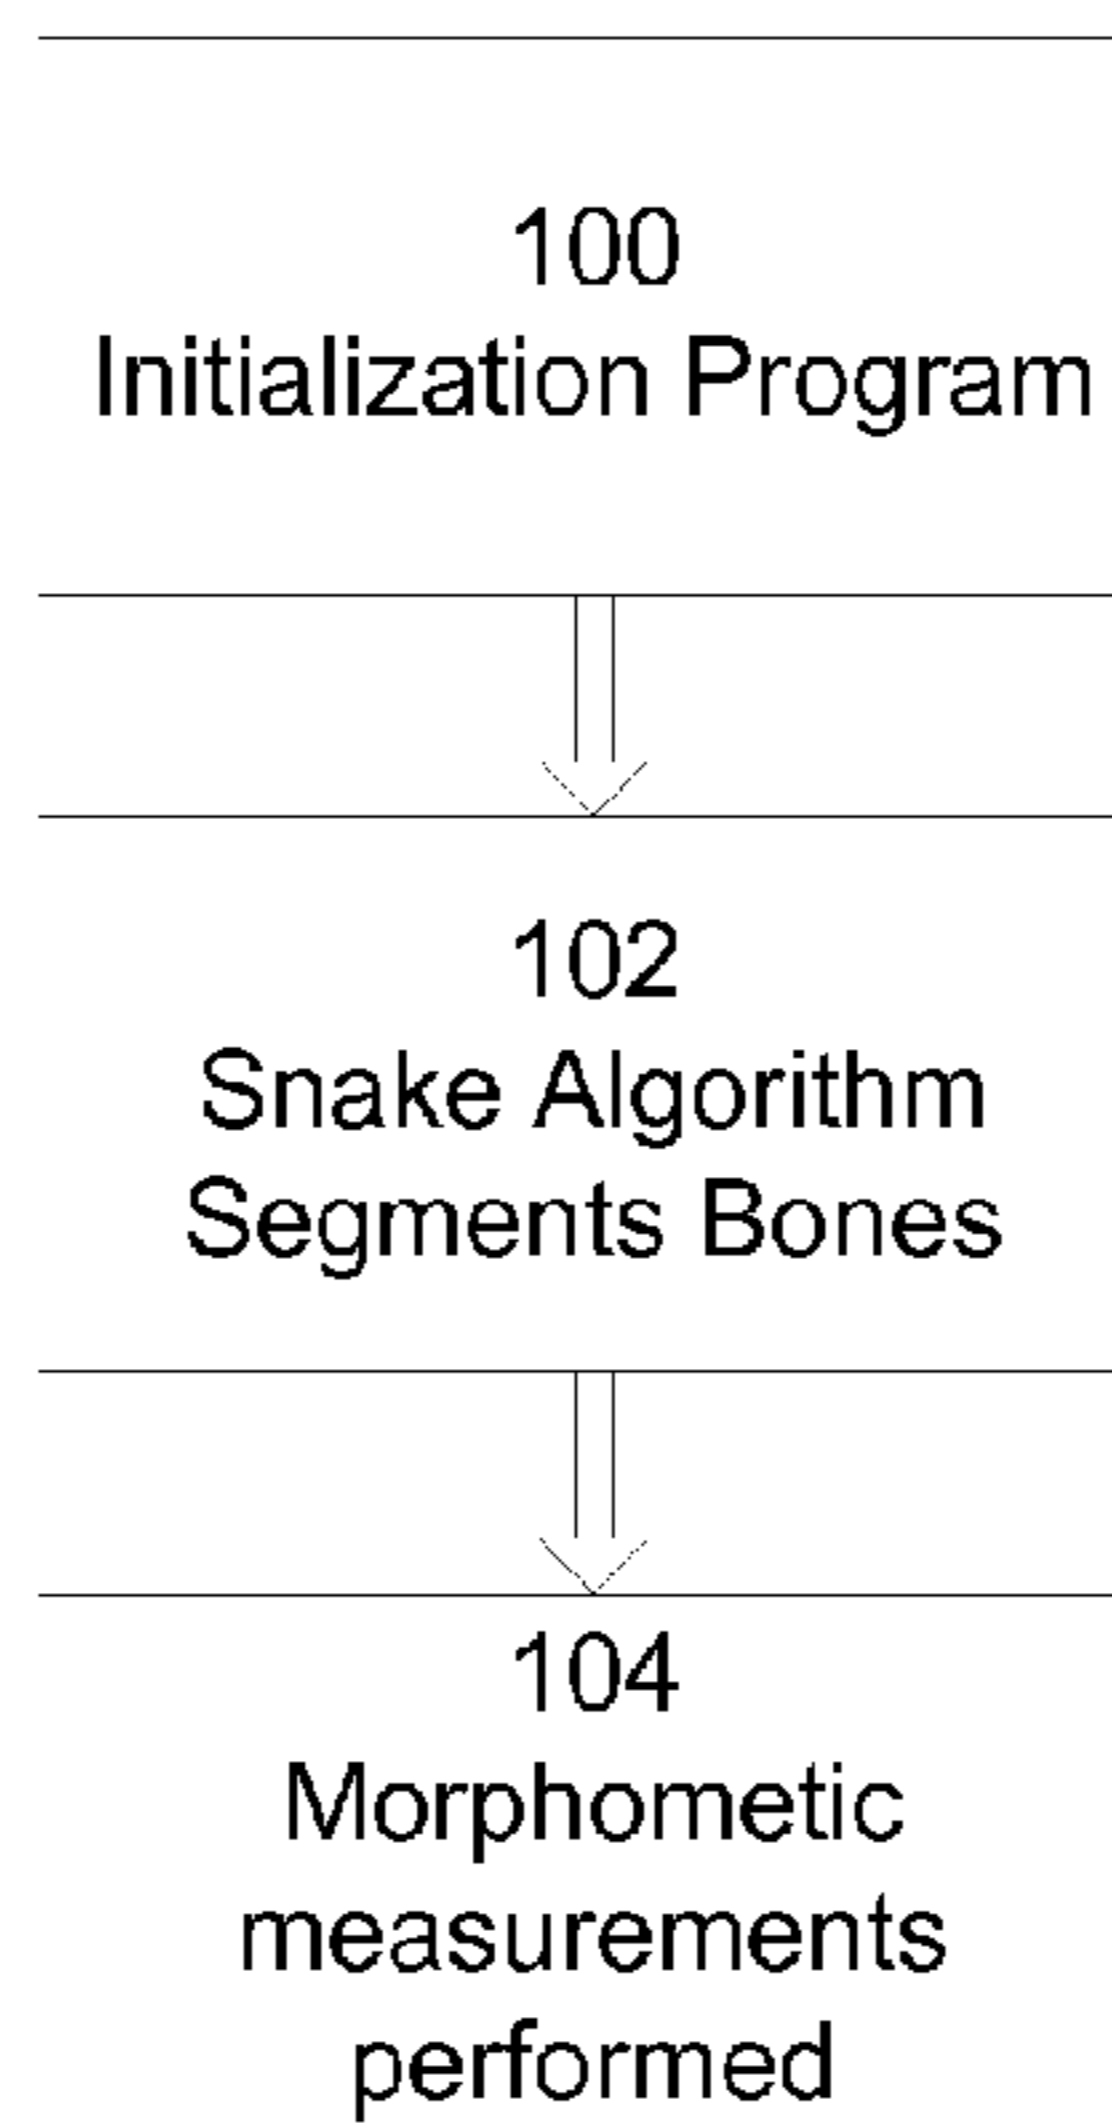 100
Initialization Program
102
Snake Algorithm
Segments Bones
104
Morphometic
measurements
performed